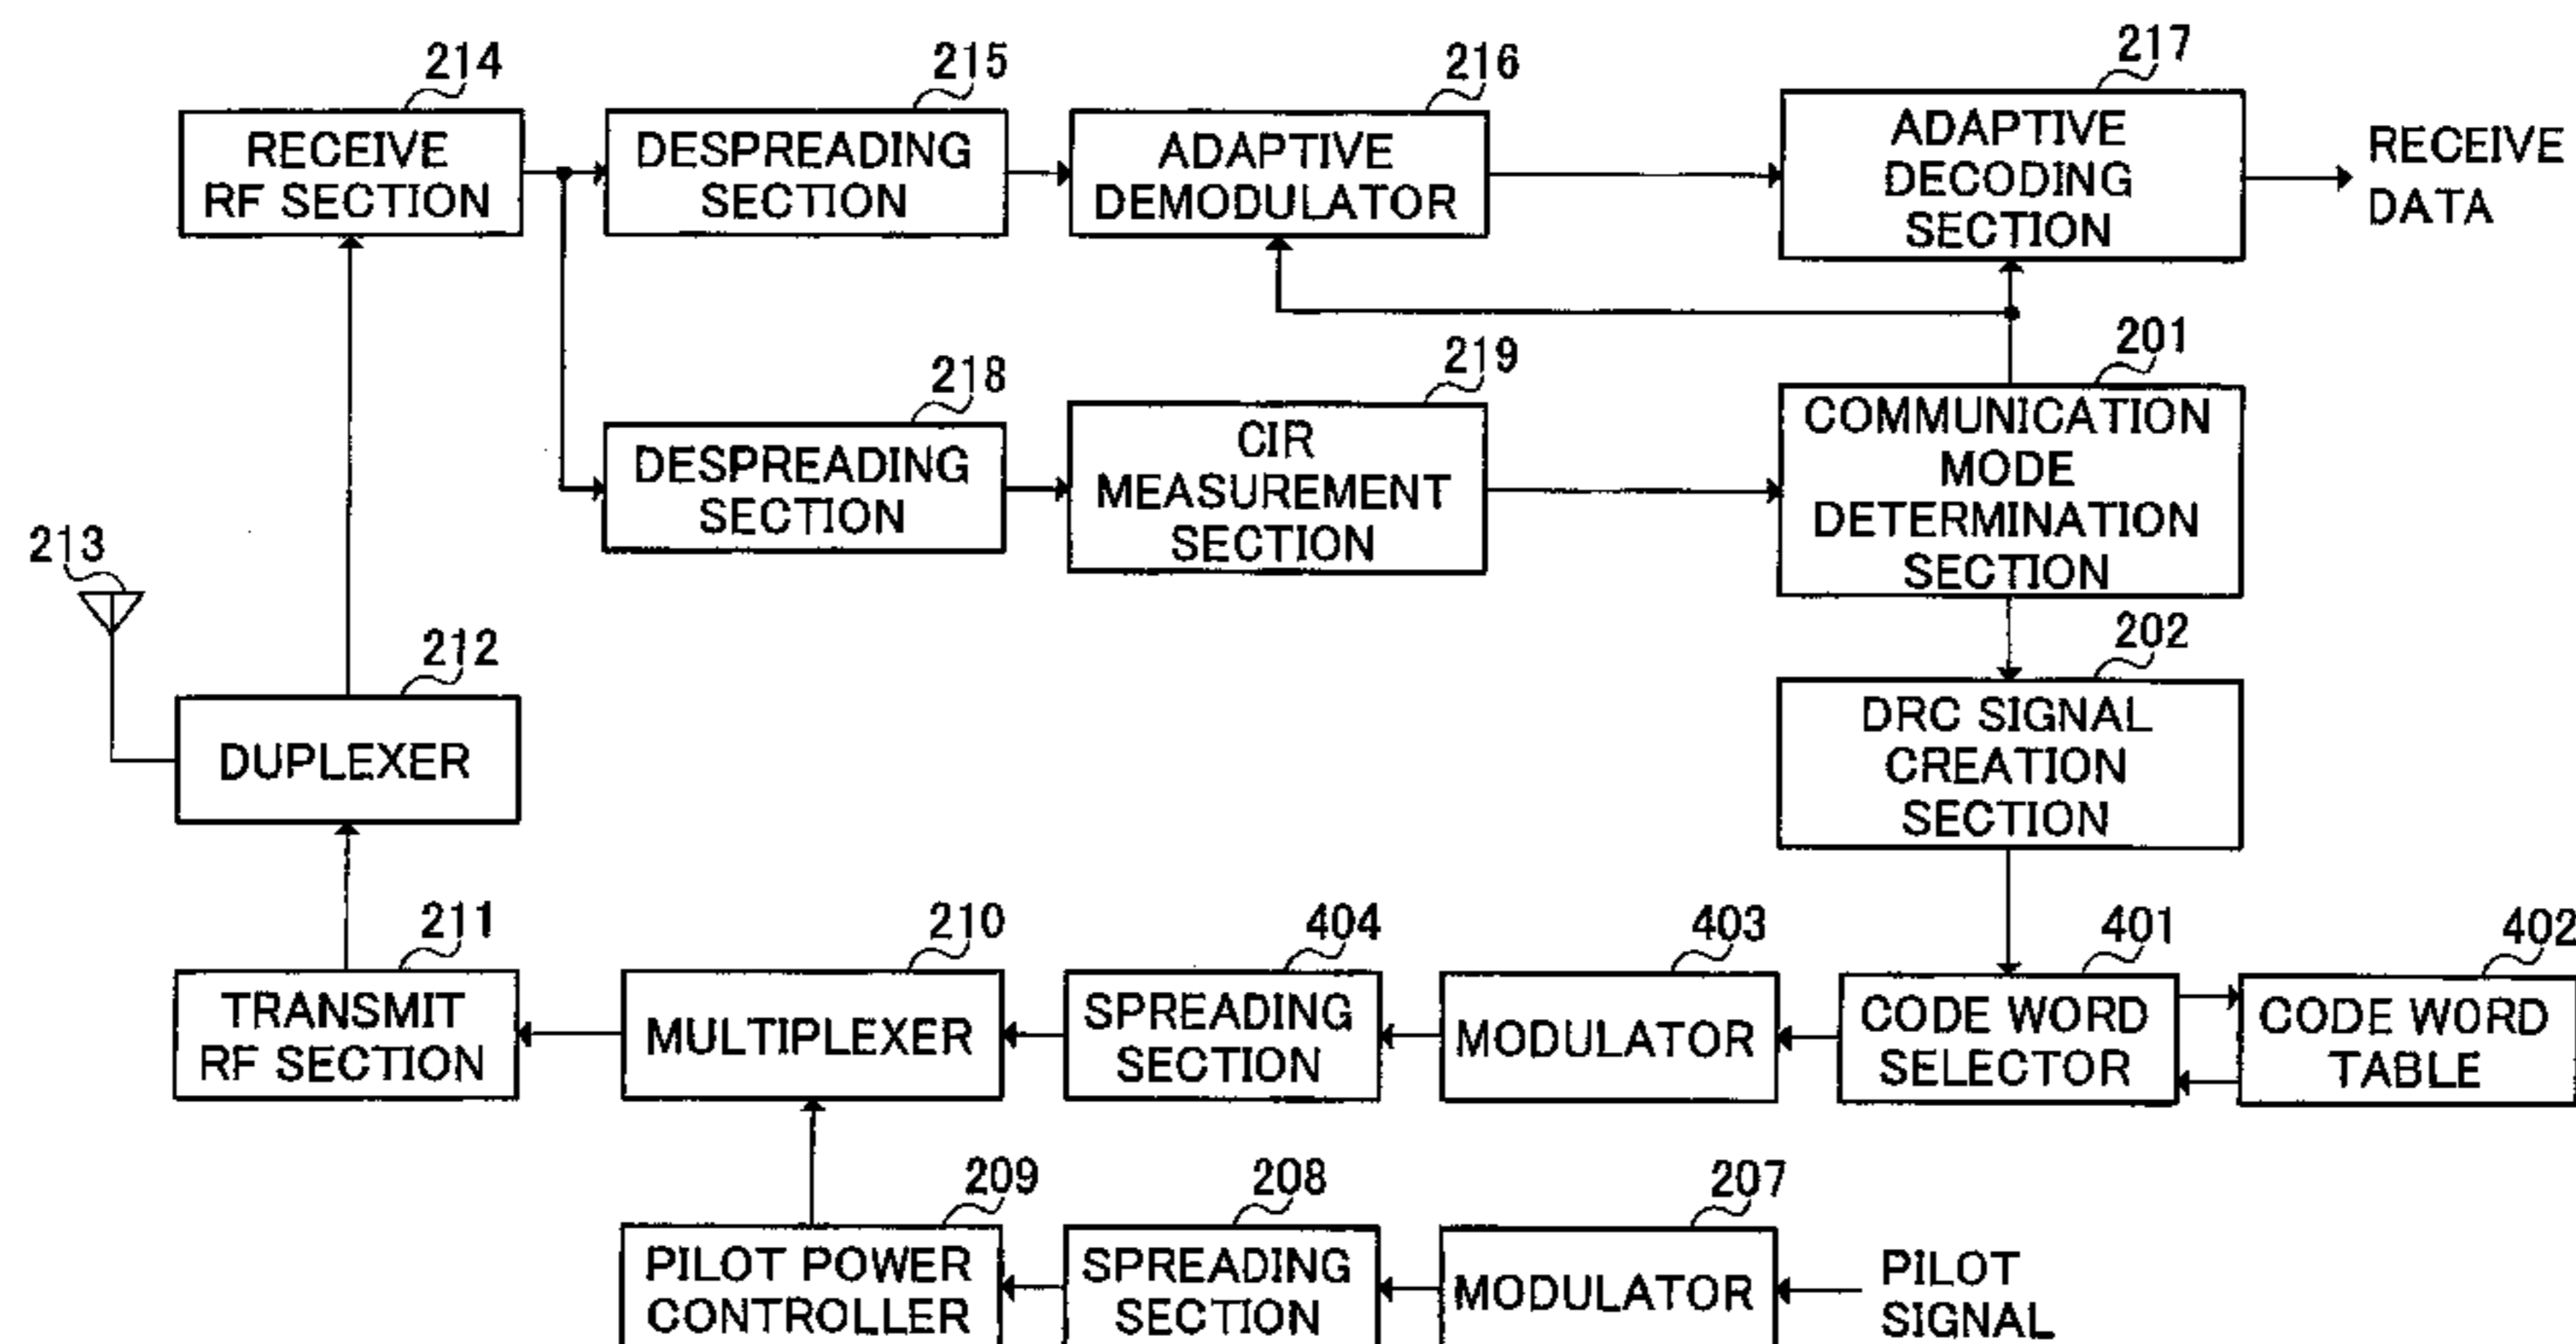 214
215
216
217
RECEIVE
RF SECTION
DESPREADING
SECTION
ADAPTIVE
DEMODULATOR
ADAPTIVE
DECODING
SECTION
RECEIVE
DATA
218
219
201
DESPREADING
SECTION
CIR
MEASUREMENT
SECTION
COMMUNICATION
MODE
DETERMINATION
SECTION
213
212
202
DUPLEXER
DRC SIGNAL
CREATION
SECTION
211
210
404
403
401
402
TRANSMIT
RF SECTION
MULTIPLEXER
SPREADING
SECTION
MODULATOR
CODE WORD
SELECTOR
CODE WORD
TABLE
209
208
207
PILOT POWER
CONTROLLER
SPREADING
SECTION
MODULATOR
PILOT
SIGNAL